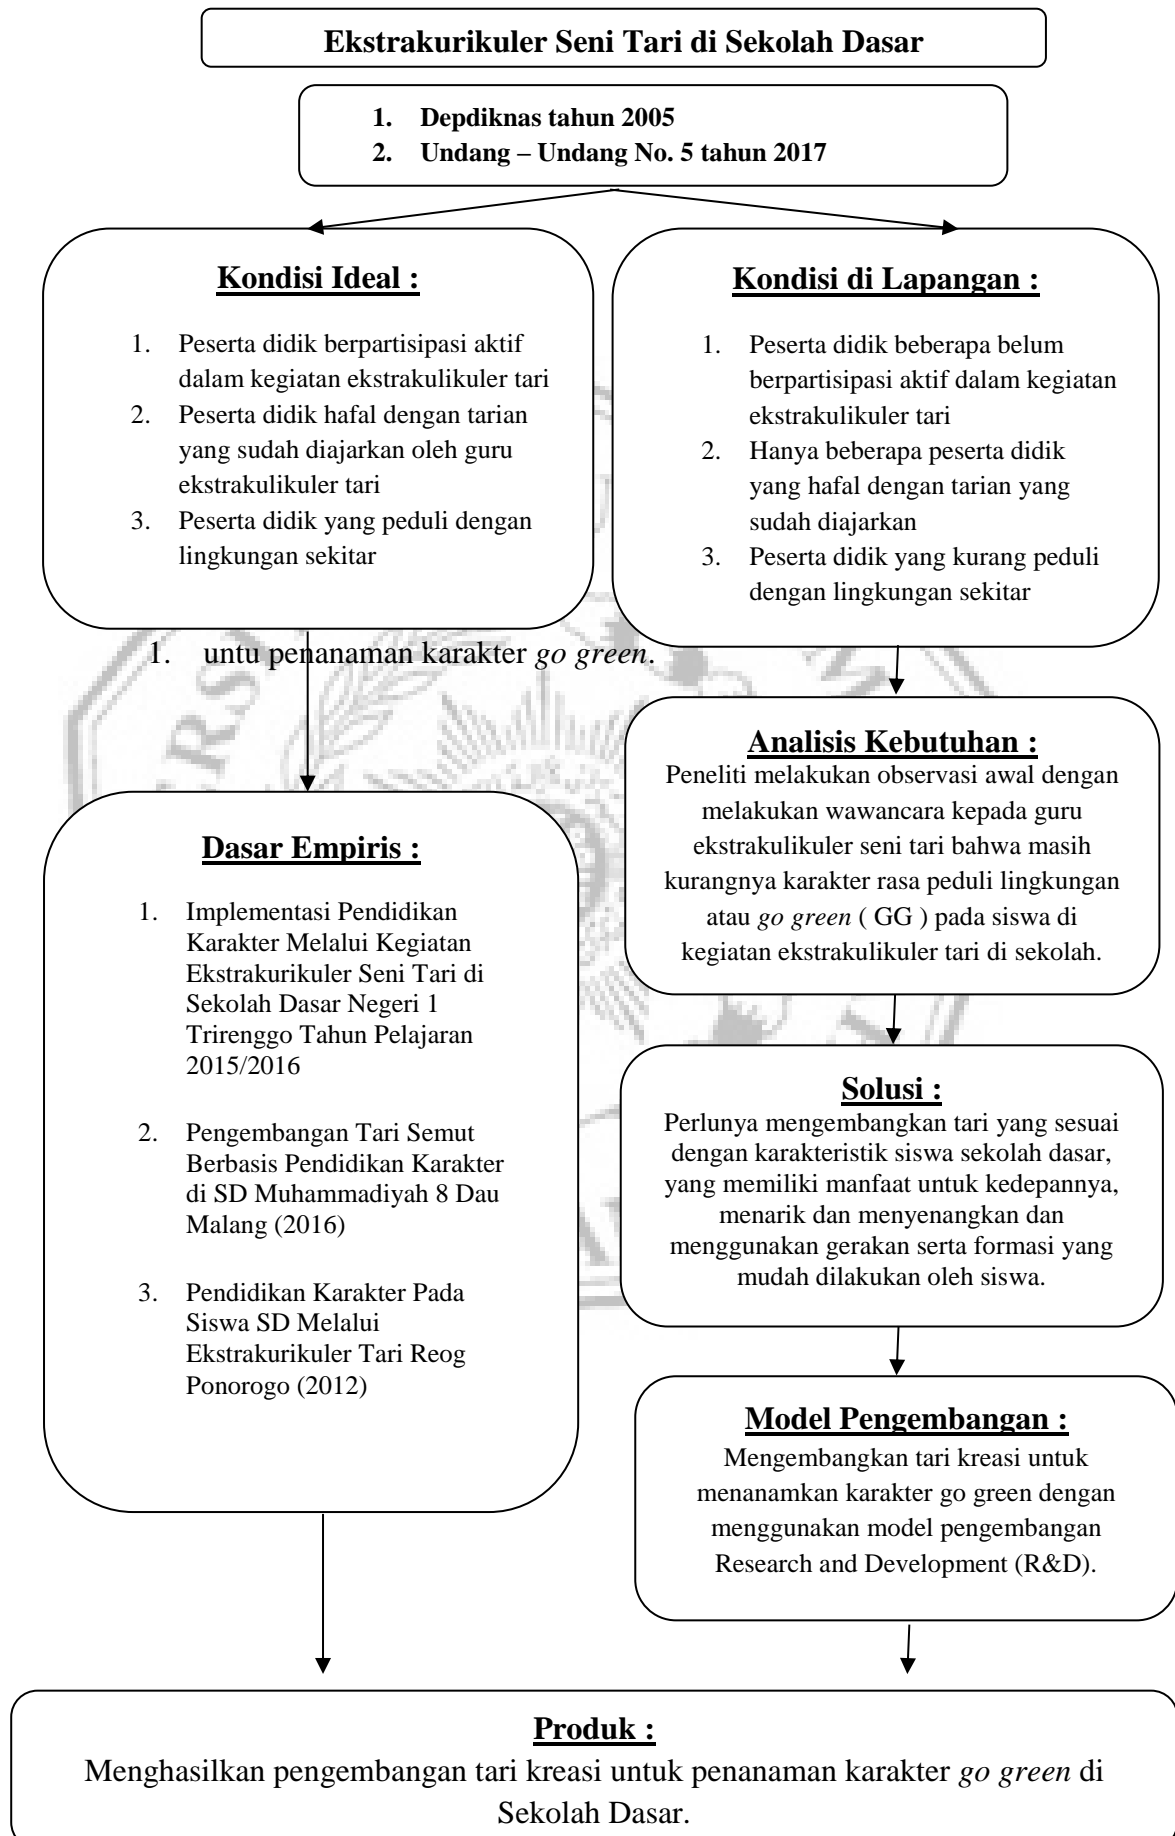 Ekstrakurikuler Seni Tari di Sekolah Dasar
1. Depdiknas tahun 2005
2. Undang – Undang No. 5 tahun 2017
Kondisi Ideal :
1. Peserta didik berpartisipasi aktif
dalam kegiatan ekstrakulikuler tari
2. Peserta didik hafal dengan tarian
yang sudah diajarkan oleh guru
ekstrakulikuler tari
3. Peserta didik yang peduli dengan
lingkungan sekitar
Kondisi di Lapangan :
1. Peserta didik beberapa belum
berpartisipasi aktif dalam kegiatan
ekstrakulikuler tari
2. Hanya beberapa peserta didik
yang hafal dengan tarian yang
sudah diajarkan
3. Peserta didik yang kurang peduli
dengan lingkungan sekitar
1. untu penanaman karakter go green.
Dasar Empiris :
1. Implementasi Pendidikan
Karakter Melalui Kegiatan
Ekstrakurikuler Seni Tari di
Sekolah Dasar Negeri 1
Trirenggo Tahun Pelajaran
2015/2016
2. Pengembangan Tari Semut
Berbasis Pendidikan Karakter
di SD Muhammadiyah 8 Dau
Malang (2016)
3. Pendidikan Karakter Pada
Siswa SD Melalui
Ekstrakurikuler Tari Reog
Ponorogo (2012)
Analisis Kebutuhan :
Peneliti melakukan observasi awal dengan
melakukan wawancara kepada guru
ekstrakulikuler seni tari bahwa masih
kurangnya karakter rasa peduli lingkungan
atau go green ( GG ) pada siswa di
kegiatan ekstrakulikuler tari di sekolah.
Solusi :
Perlunya mengembangkan tari yang sesuai
dengan karakteristik siswa sekolah dasar,
yang memiliki manfaat untuk kedepannya,
menarik dan menyenangkan dan
menggunakan gerakan serta formasi yang
mudah dilakukan oleh siswa.
Model Pengembangan :
Mengembangkan tari kreasi untuk
menanamkan karakter go green dengan
menggunakan model pengembangan
Research and Development (R&D).
Produk :
Menghasilkan pengembangan tari kreasi untuk penanaman karakter go green di
Sekolah Dasar.